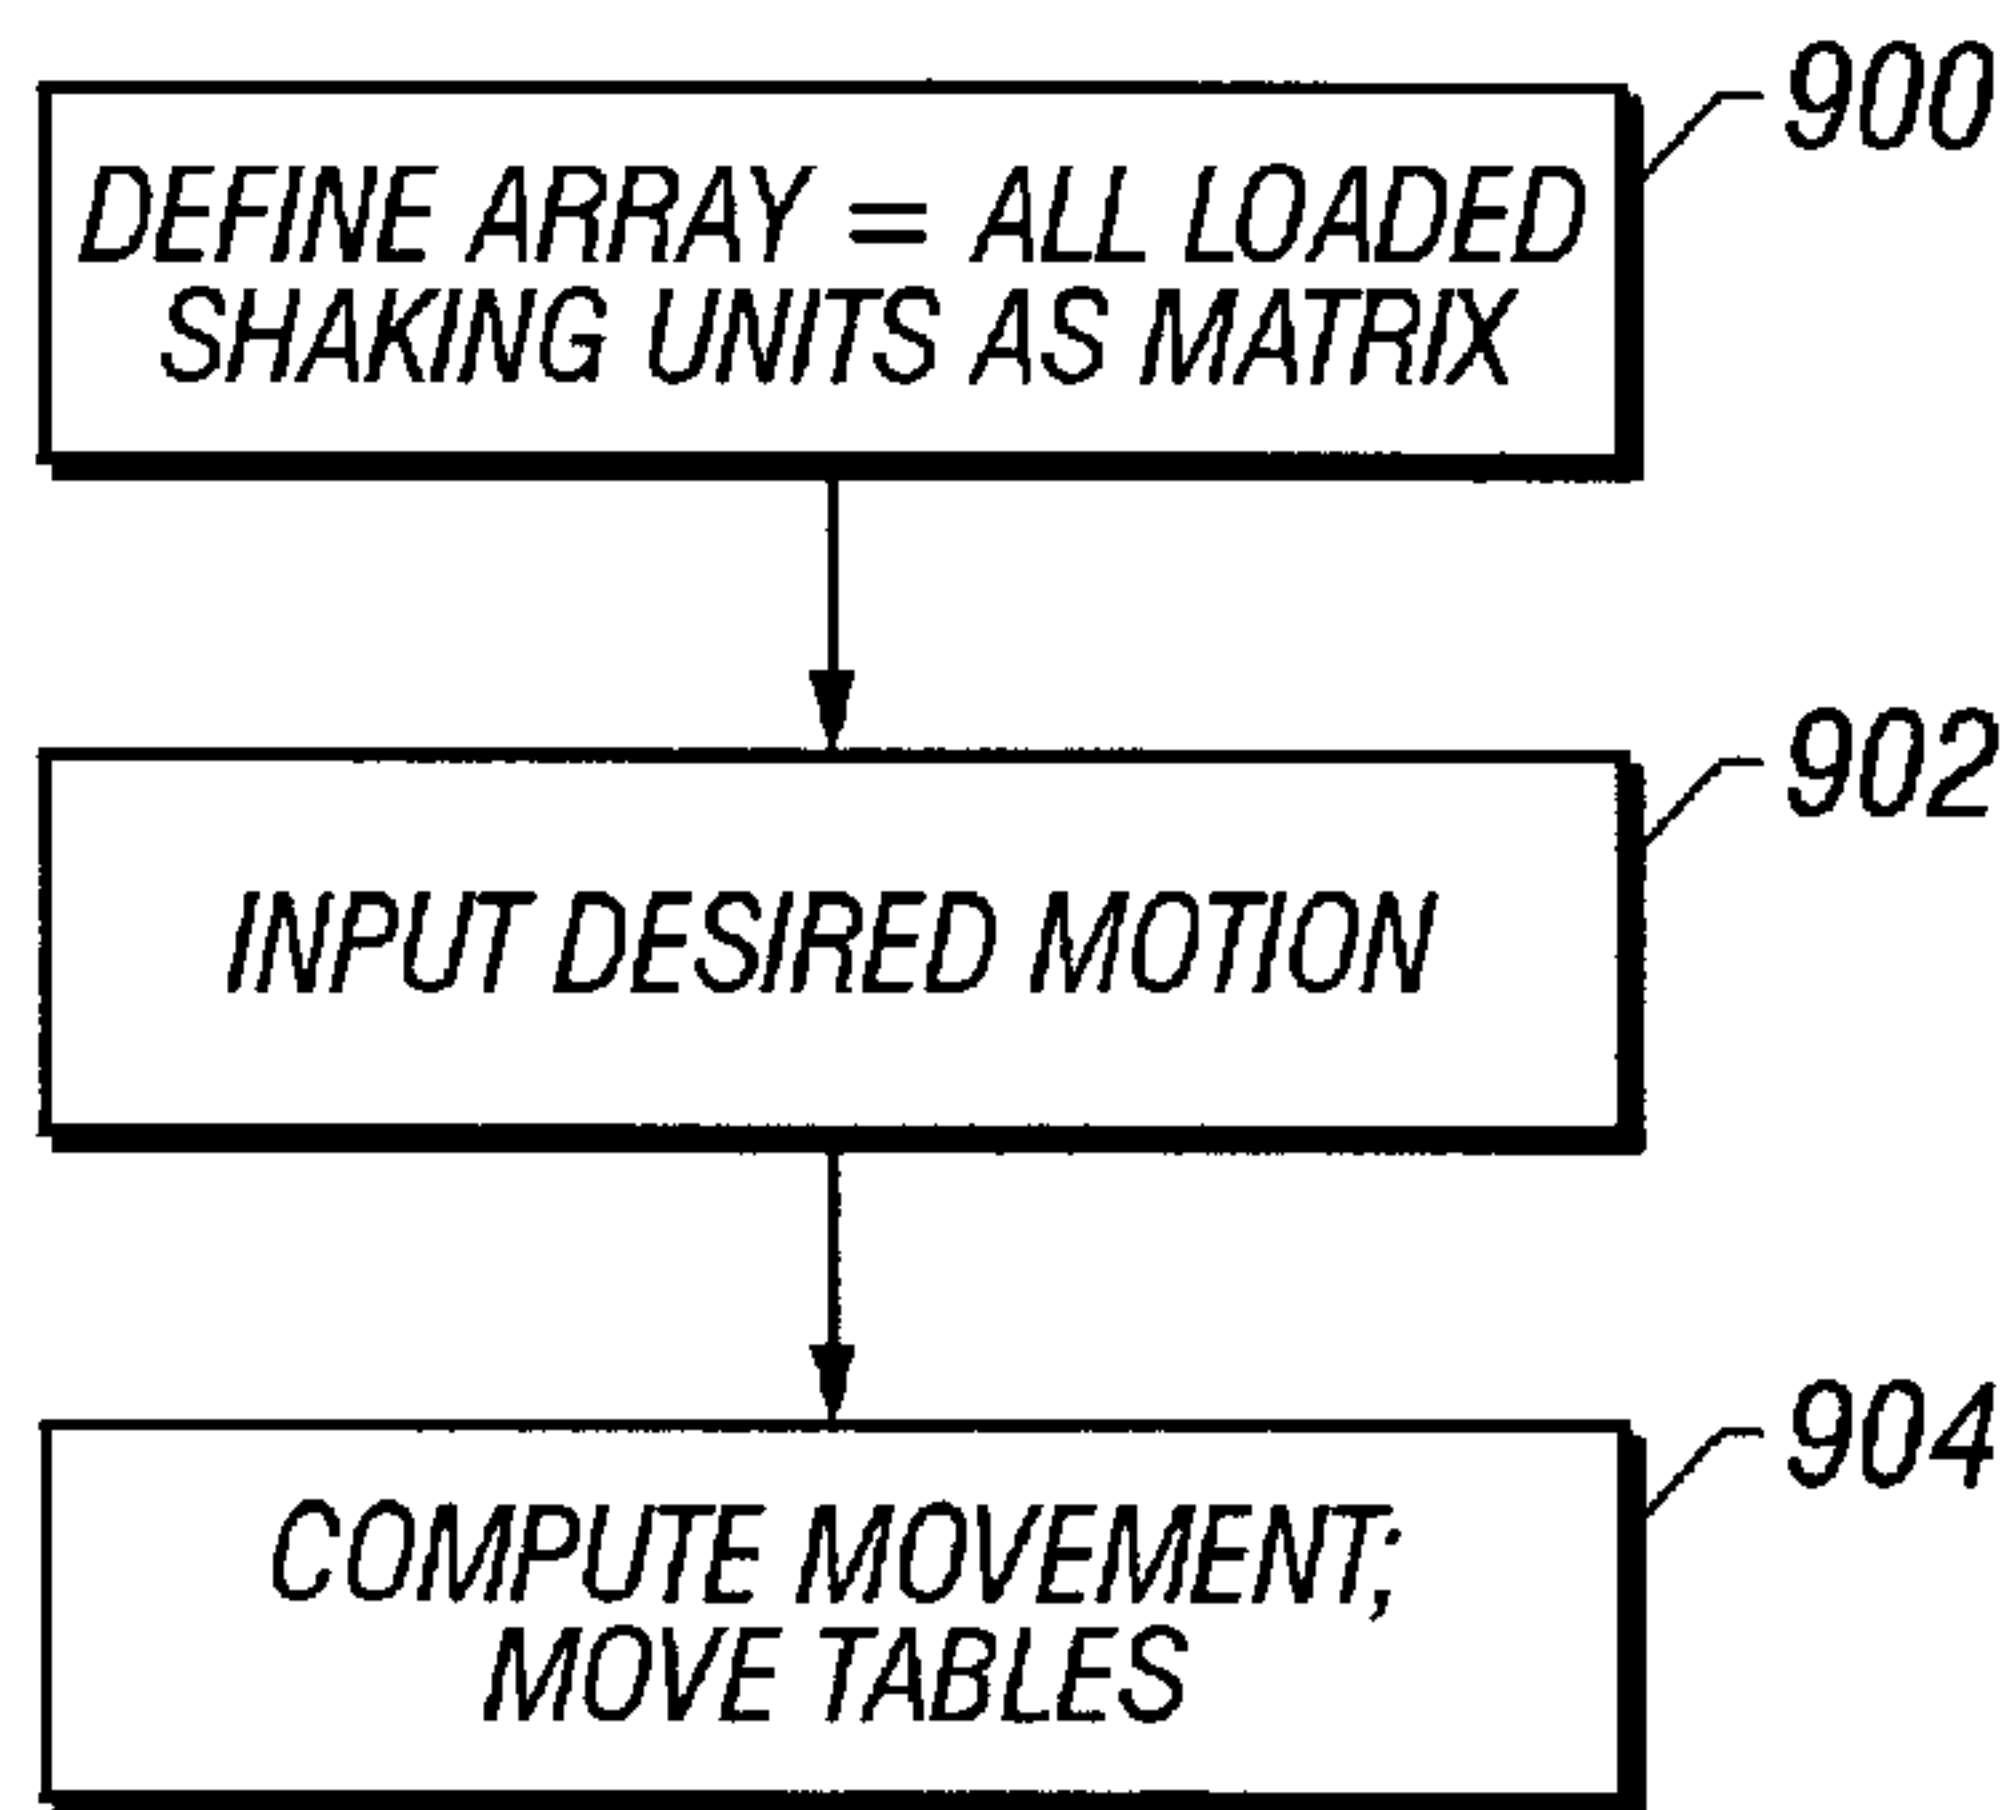 900
DEFINE ARRAY = ALL LOADED
SHAKING UNITS AS MATRIX
902
INPUT DESIRED MOTION
904
COMPUTE MOVEMENT;
MOVE TABLES